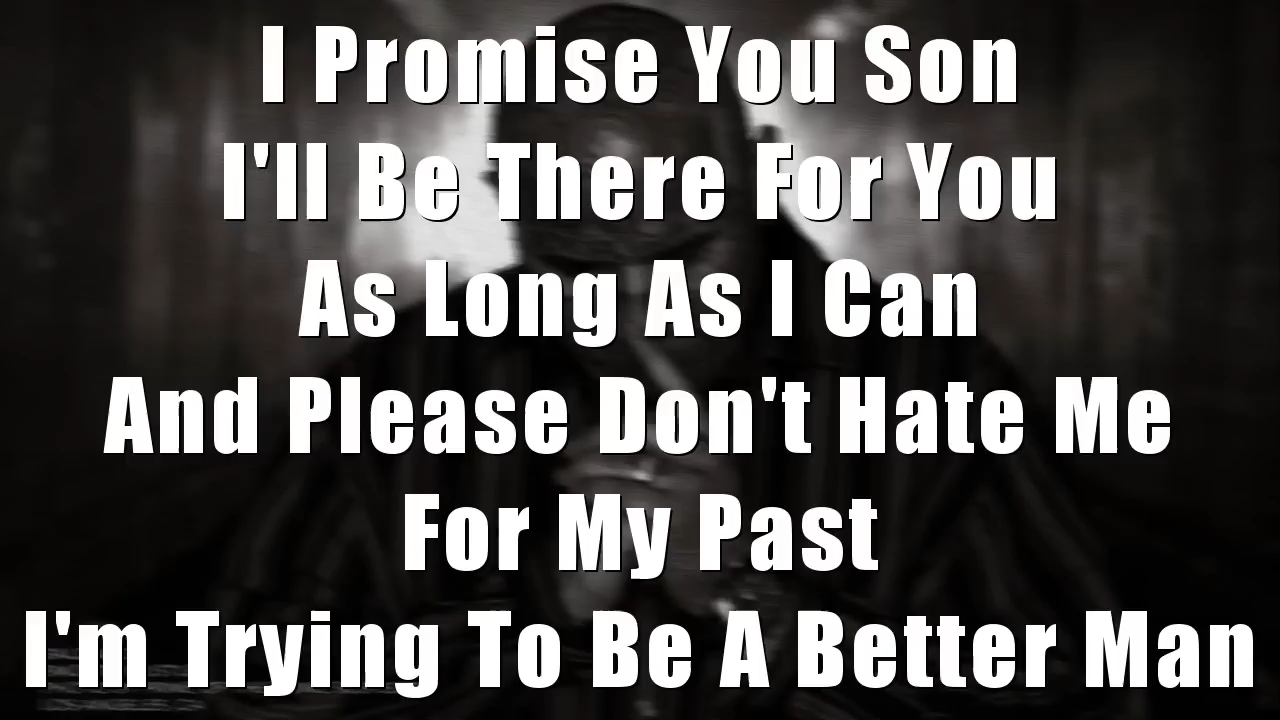 I Promise You Son
I'll Be There For You
As Long As I Can
And Please Don't Hate Me
For My Past
I'm Trying To Be A Better Man